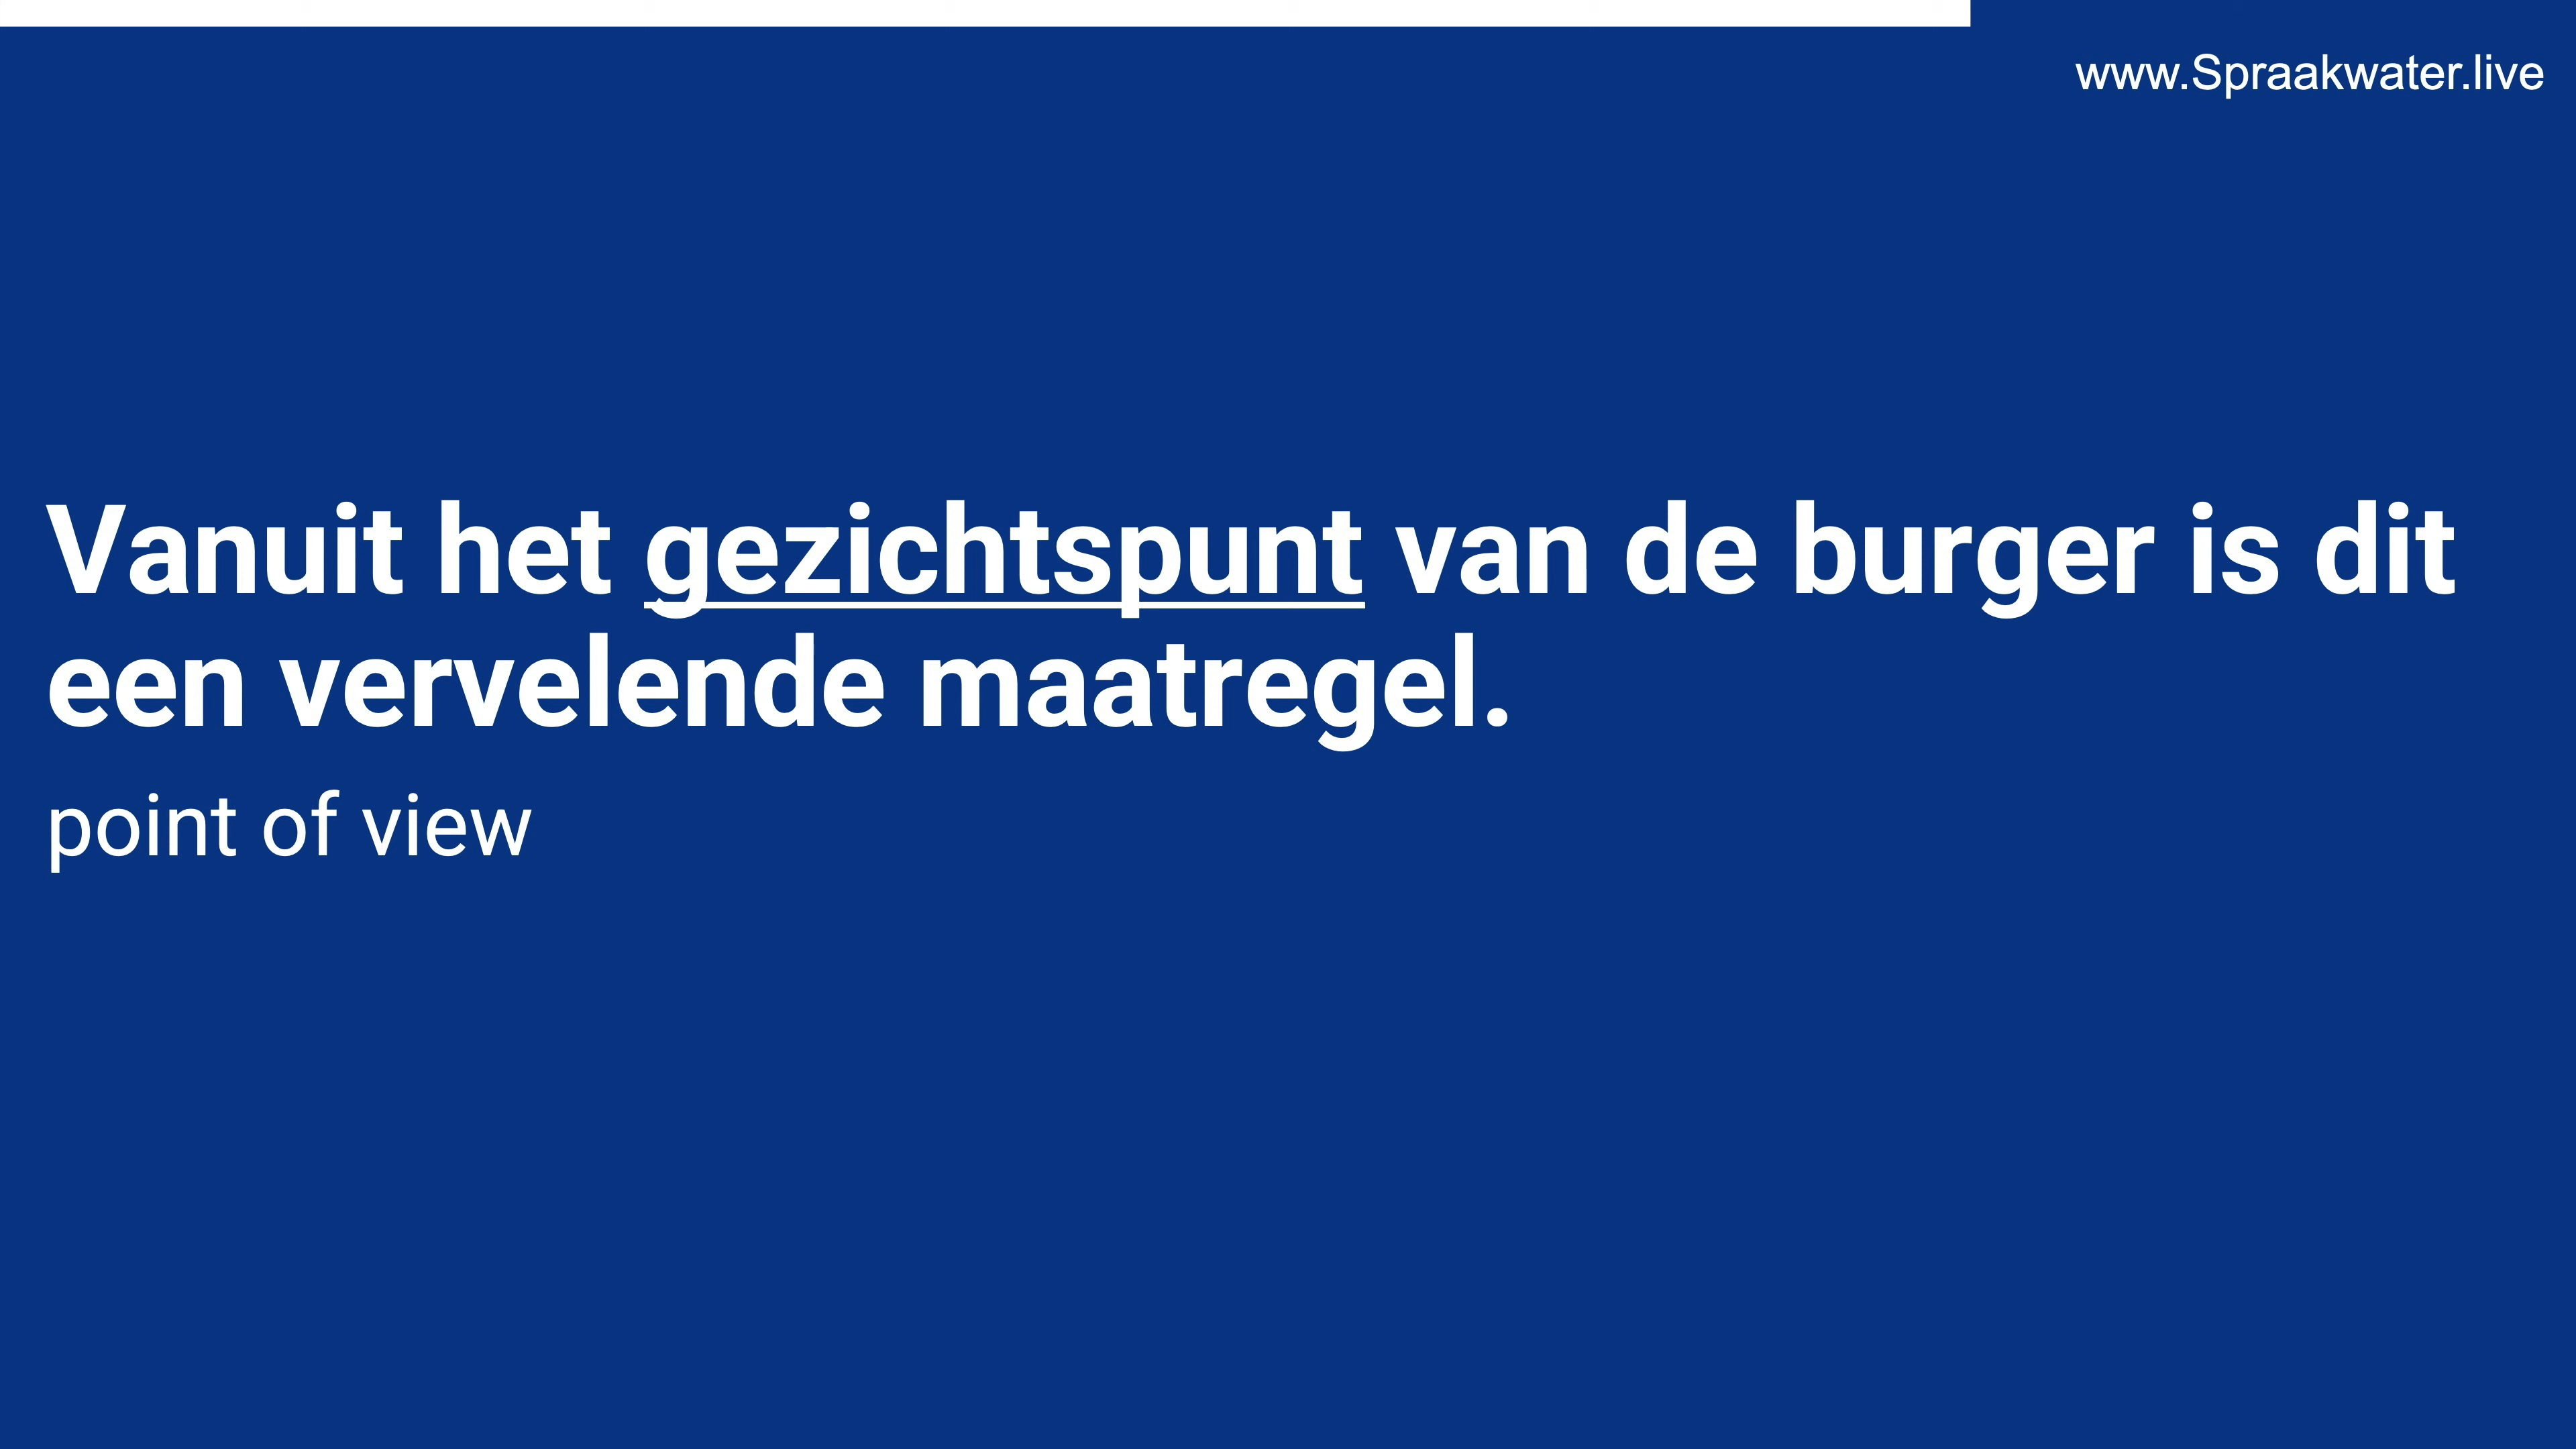 www.Spraakwater.live
Vanuit het gezichtspunt van de burger is dit
een vervelende maatregel.
point of view